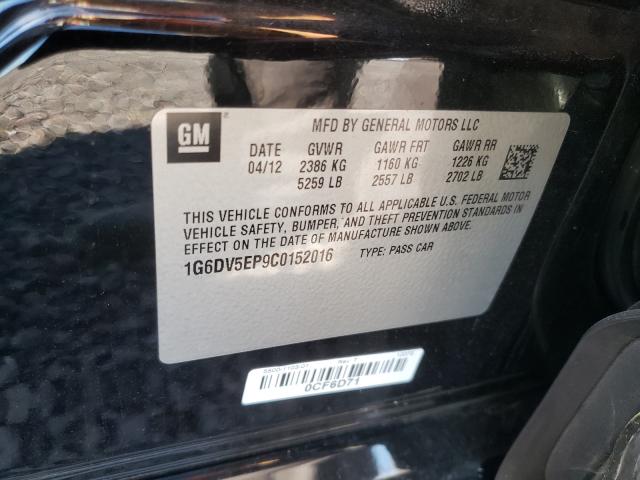 GM
MFD BY GENERAL MOTORS LLC
DATE GVWR GAWR FRT GAWR RR
04/12 2386 KG 1160 KG 1226 KG
5259 LB 2557 LB 2702 LB
THIS VEHICLE CONFORMS TO ALL APPLICABLE U.S. FEDERAL MOTOR
VEHICLE SAFETY, BUMPER, AND THEFT PREVENTION STANDARDS IN
EFFECT ON THE DATE OF MANUFACTURE SHOWN ABOVE.
1G6DV5EP9C0152016 TYPE: PASS CAR
0CF6D71